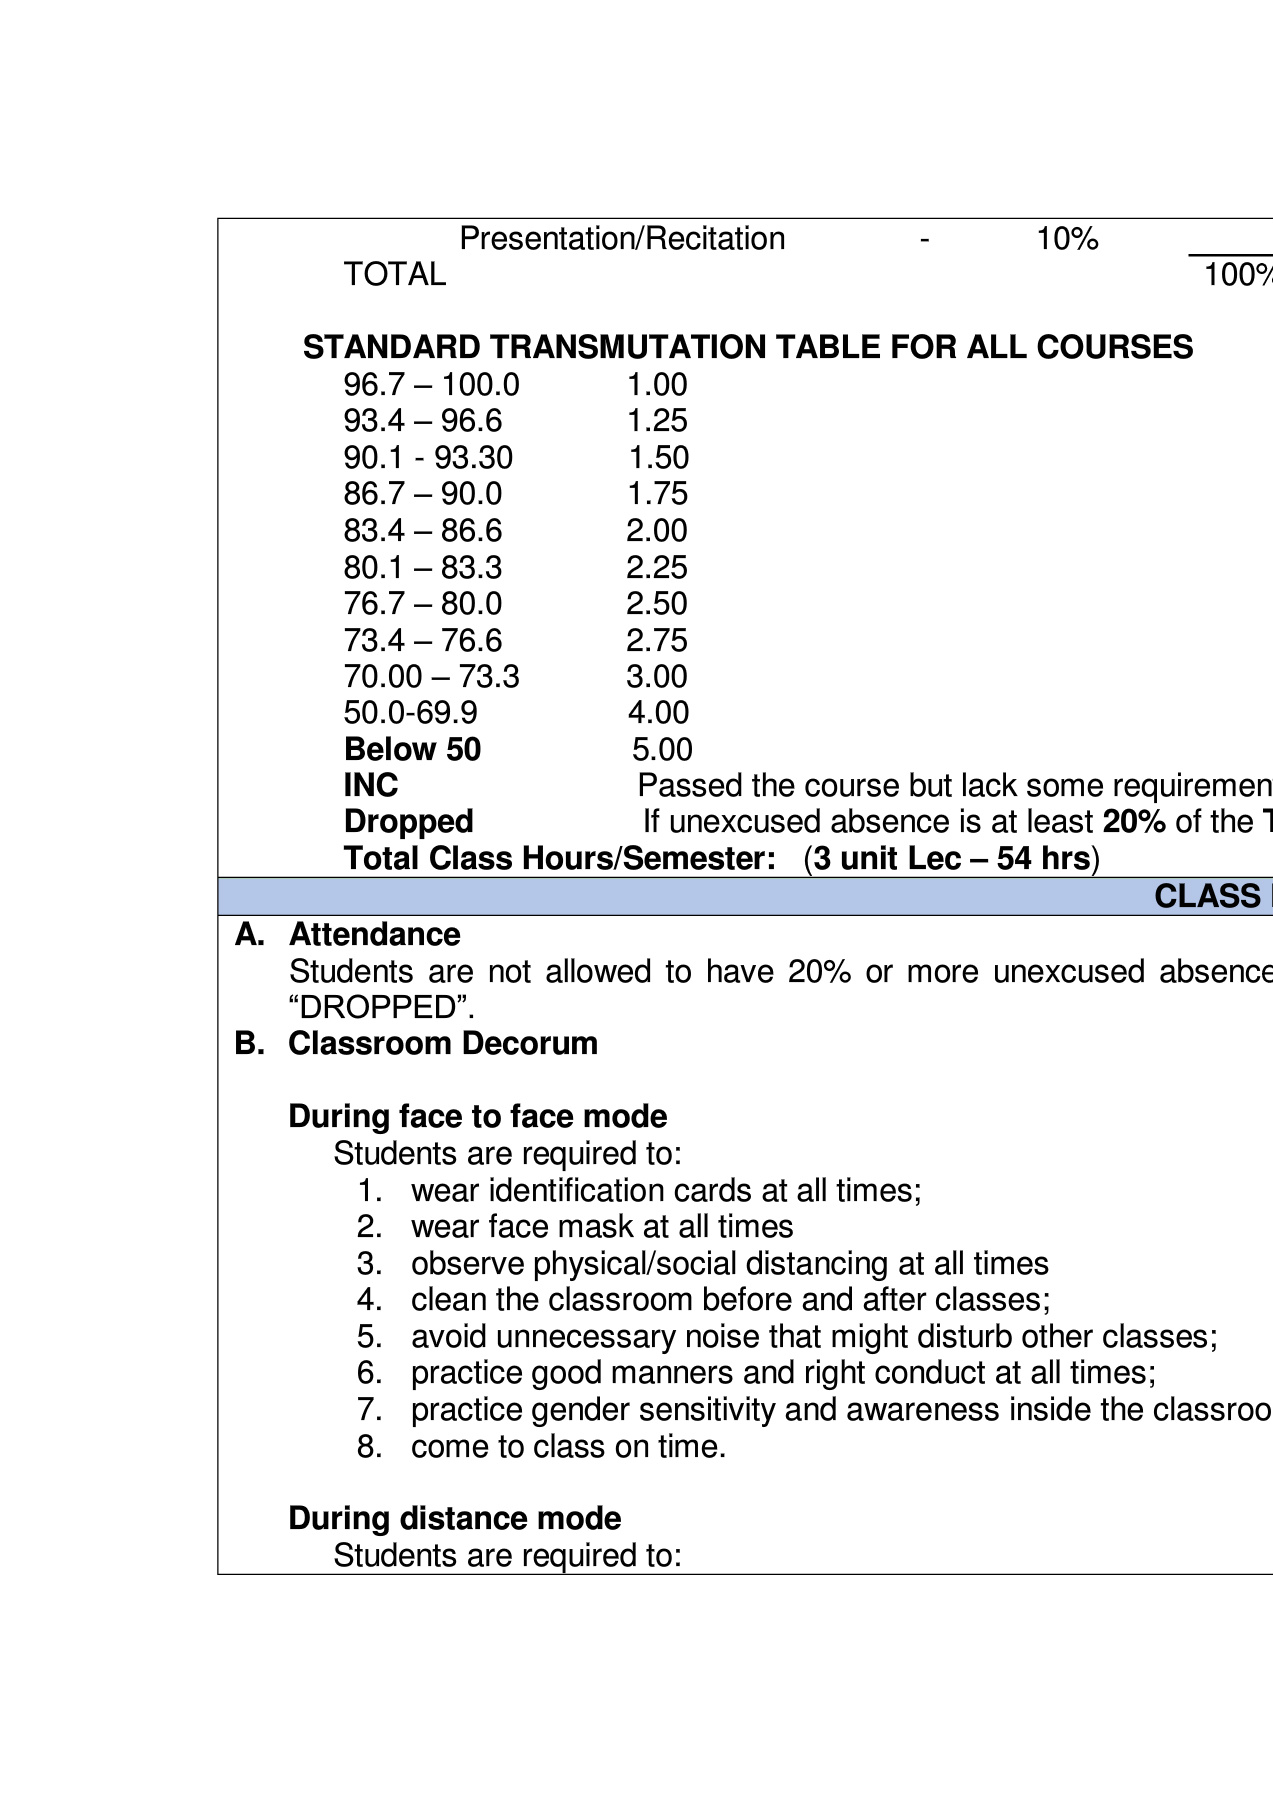 Presentation/Recitation - 10%
TOTAL 100%
STANDARD TRANSMUTATION TABLE FOR ALL COURSES
96.7 – 100.0 1.00
93.4 – 96.6 1.25
90.1 - 93.30 1.50
86.7 – 90.0 1.75
83.4 – 86.6 2.00
80.1 – 83.3 2.25
76.7 – 80.0 2.50
73.4 – 76.6 2.75
70.00 – 73.3 3.00
50.0-69.9 4.00
Below 50 5.00
INC Passed the course but lack some
Dropped If unexcused absence is at least 20% of the
Total Class Hours/Semester: (3 unit Lec – 54 hrs)
CLASS
A. Attendance
Students are not allowed to have 20% or more unexcused
“DROPPED”.
B. Classroom Decorum
During face to face mode
Students are required to:
1. wear identification cards at all times;
2. wear face mask at all times
3. observe physical/social distancing at all times
4. clean the classroom before and after classes;
5. avoid unnecessary noise that might disturb other classes;
6. practice good manners and right conduct at all times;
7. practice gender sensitivity and awareness inside the
8. come to class on time.
During distance mode
Students are required to: